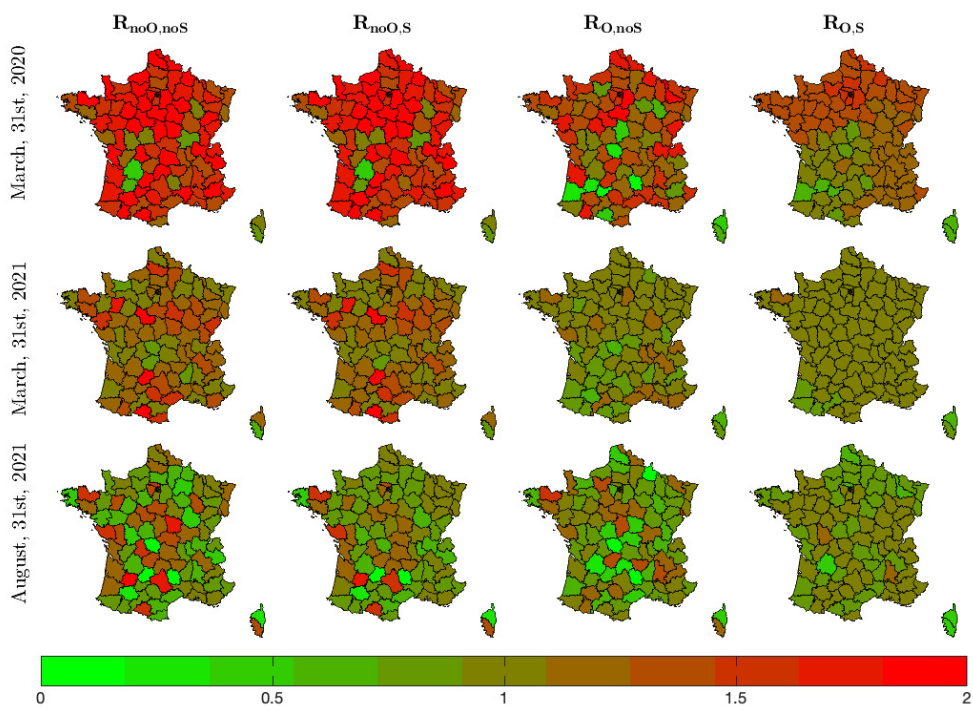 R_noO,noS R_noO,S R_O,noS R_O,S
March, 31st, 2020
March, 31st, 2021
August, 31st, 2021
0 0.5 1 1.5 2